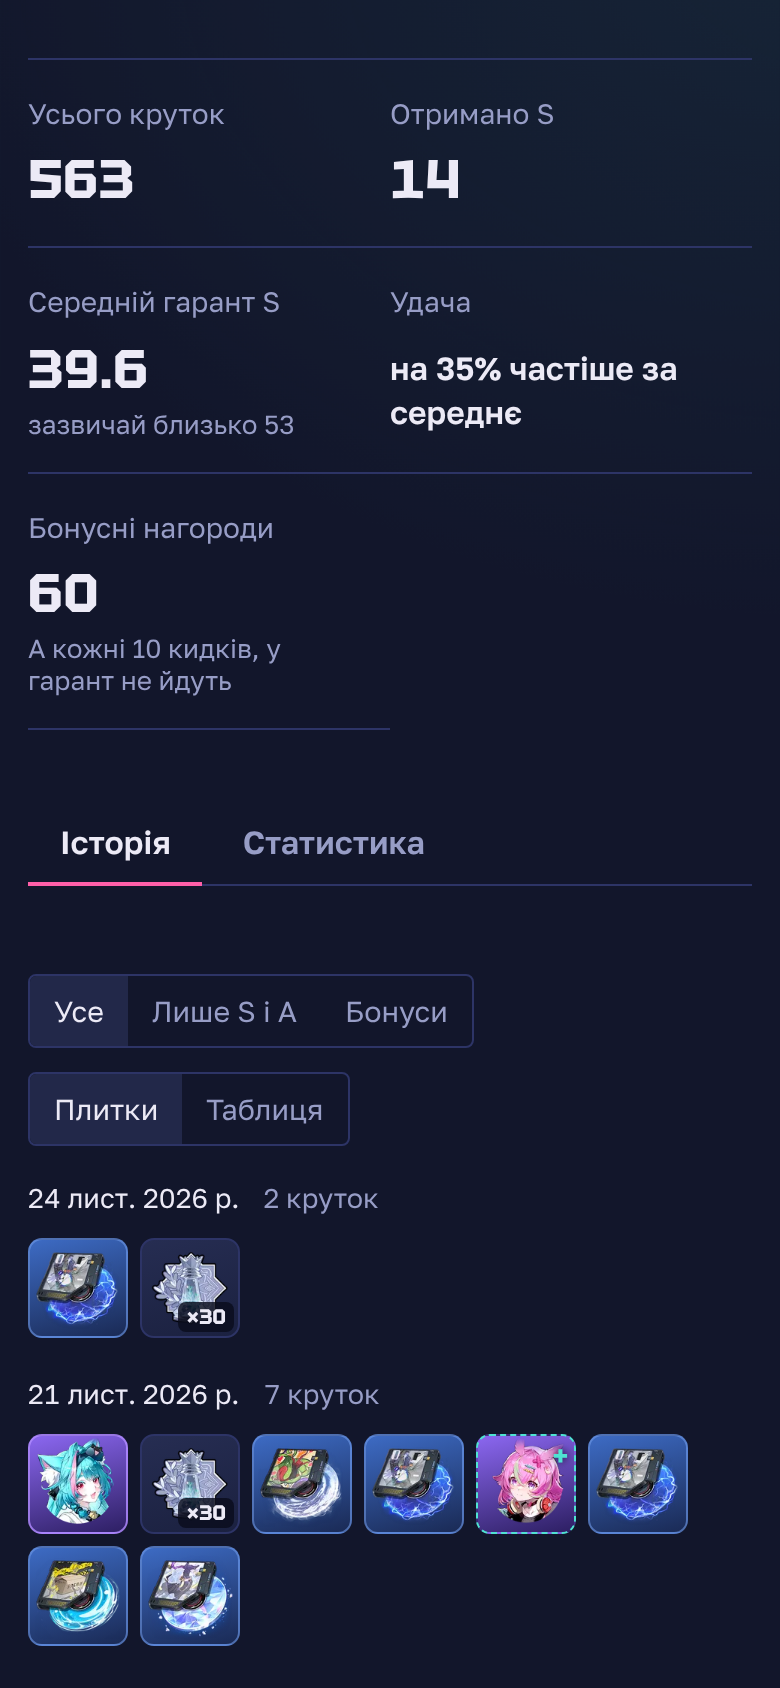 Усього круток
Отримано S
563
14
Середній гарант S
Удача
39.6
на 35% частіше за
середнє
зазвичай близько 53
Бонусні нагороди
60
А кожні 10 кидків, у
гарант не йдуть
Історія
Статистика
Усе
Лише S і A
Бонуси
Плитки
Таблиця
24 лист. 2026 р.
2 круток
×30
21 лист. 2026 р.
7 круток
×30